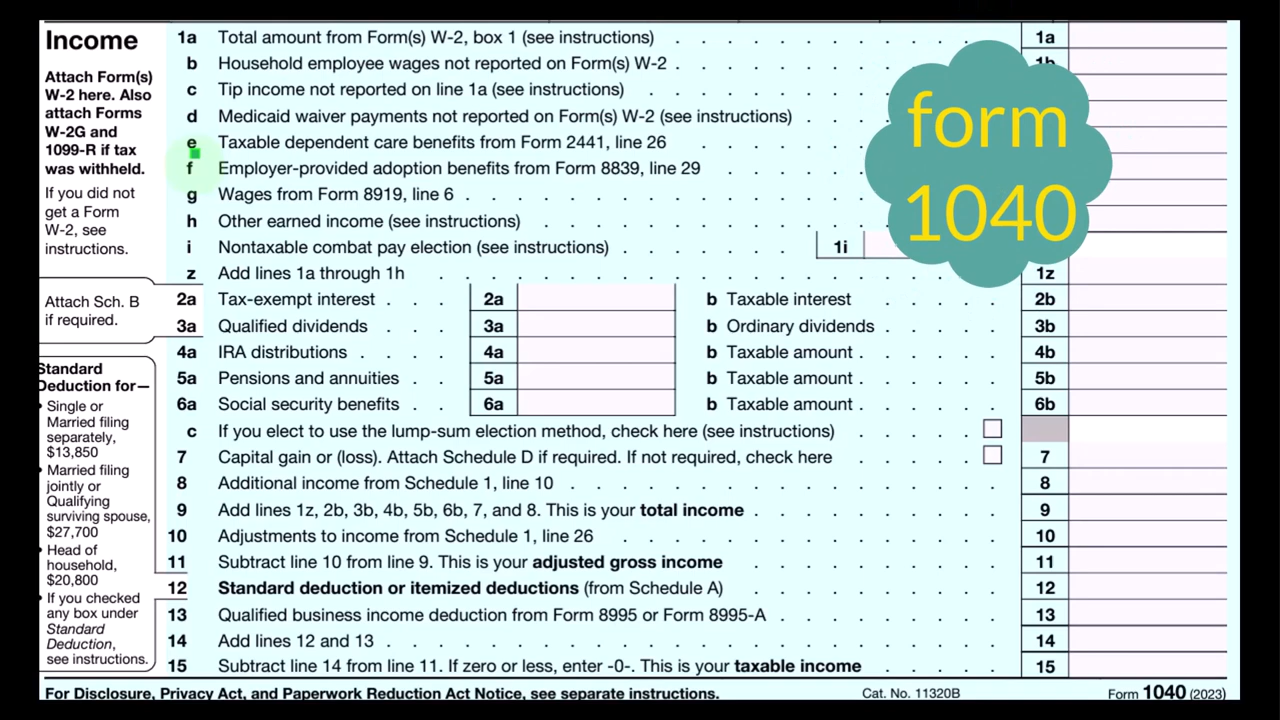 Income
Attach Form(s)
W-2 here. Also
attach Forms
W-2G and
1099-R if tax
was withheld.
If you did not
get a Form
W-2, see
instructions.
1a Total amount from Form(s) W-2, box 1 (see instructions) . . . . . . . . 1a
b Household employee wages not reported on Form(s) W-2 . . . . . . . 1b
c Tip income not reported on line 1a (see instructions) . . . . . . .
d Medicaid waiver payments not reported on Form(s) W-2 (see instructions) . .
e Taxable dependent care benefits from Form 2441, line 26 . . . . . .
f Employer-provided adoption benefits from Form 8839, line 29 . . . . .
g Wages from Form 8919, line 6 . . . . . . . . . . . . .
h Other earned income (see instructions) . . . . . . . . . .
i Nontaxable combat pay election (see instructions) . . . . . . . 1i
z Add lines 1a through 1h . . . . . . . . . . . . . . . 1z
form
1040
Attach Sch. B
if required.
2a Tax-exempt interest . . . 2a b Taxable interest . . . . . 2b
3a Qualified dividends . . . 3a b Ordinary dividends . . . . . 3b
4a IRA distributions . . . . 4a b Taxable amount . . . . . . 4b
5a Pensions and annuities . . 5a b Taxable amount . . . . . . 5b
6a Social security benefits . . 6a b Taxable amount . . . . . . 6b
c If you elect to use the lump-sum election method, check here (see instructions) . . . . .
7 Capital gain or (loss). Attach Schedule D if required. If not required, check here . . . . . 7
8 Additional income from Schedule 1, line 10 . . . . . . . . . . . . . 8
9 Add lines 1z, 2b, 3b, 4b, 5b, 6b, 7, and 8. This is your total income . . . . . . . . 9
10 Adjustments to income from Schedule 1, line 26 . . . . . . . . . . . . 10
11 Subtract line 10 from line 9. This is your adjusted gross income . . . . . . . . 11
12 Standard deduction or itemized deductions (from Schedule A) . . . . . . . . 12
13 Qualified business income deduction from Form 8995 or Form 8995-A . . . . . . . 13
14 Add lines 12 and 13 . . . . . . . . . . . . . . . . . . 14
15 Subtract line 14 from line 11. If zero or less, enter -0-. This is your taxable income . . . . 15
Standard
Deduction for—
• Single or
Married filing
separately,
$13,850
• Married filing
jointly or
Qualifying
surviving spouse,
$27,700
• Head of
household,
$20,800
• If you checked
any box under
Standard
Deduction,
see instructions.
For Disclosure, Privacy Act, and Paperwork Reduction Act Notice, see separate instructions. Cat. No. 11320B Form 1040 (2023)